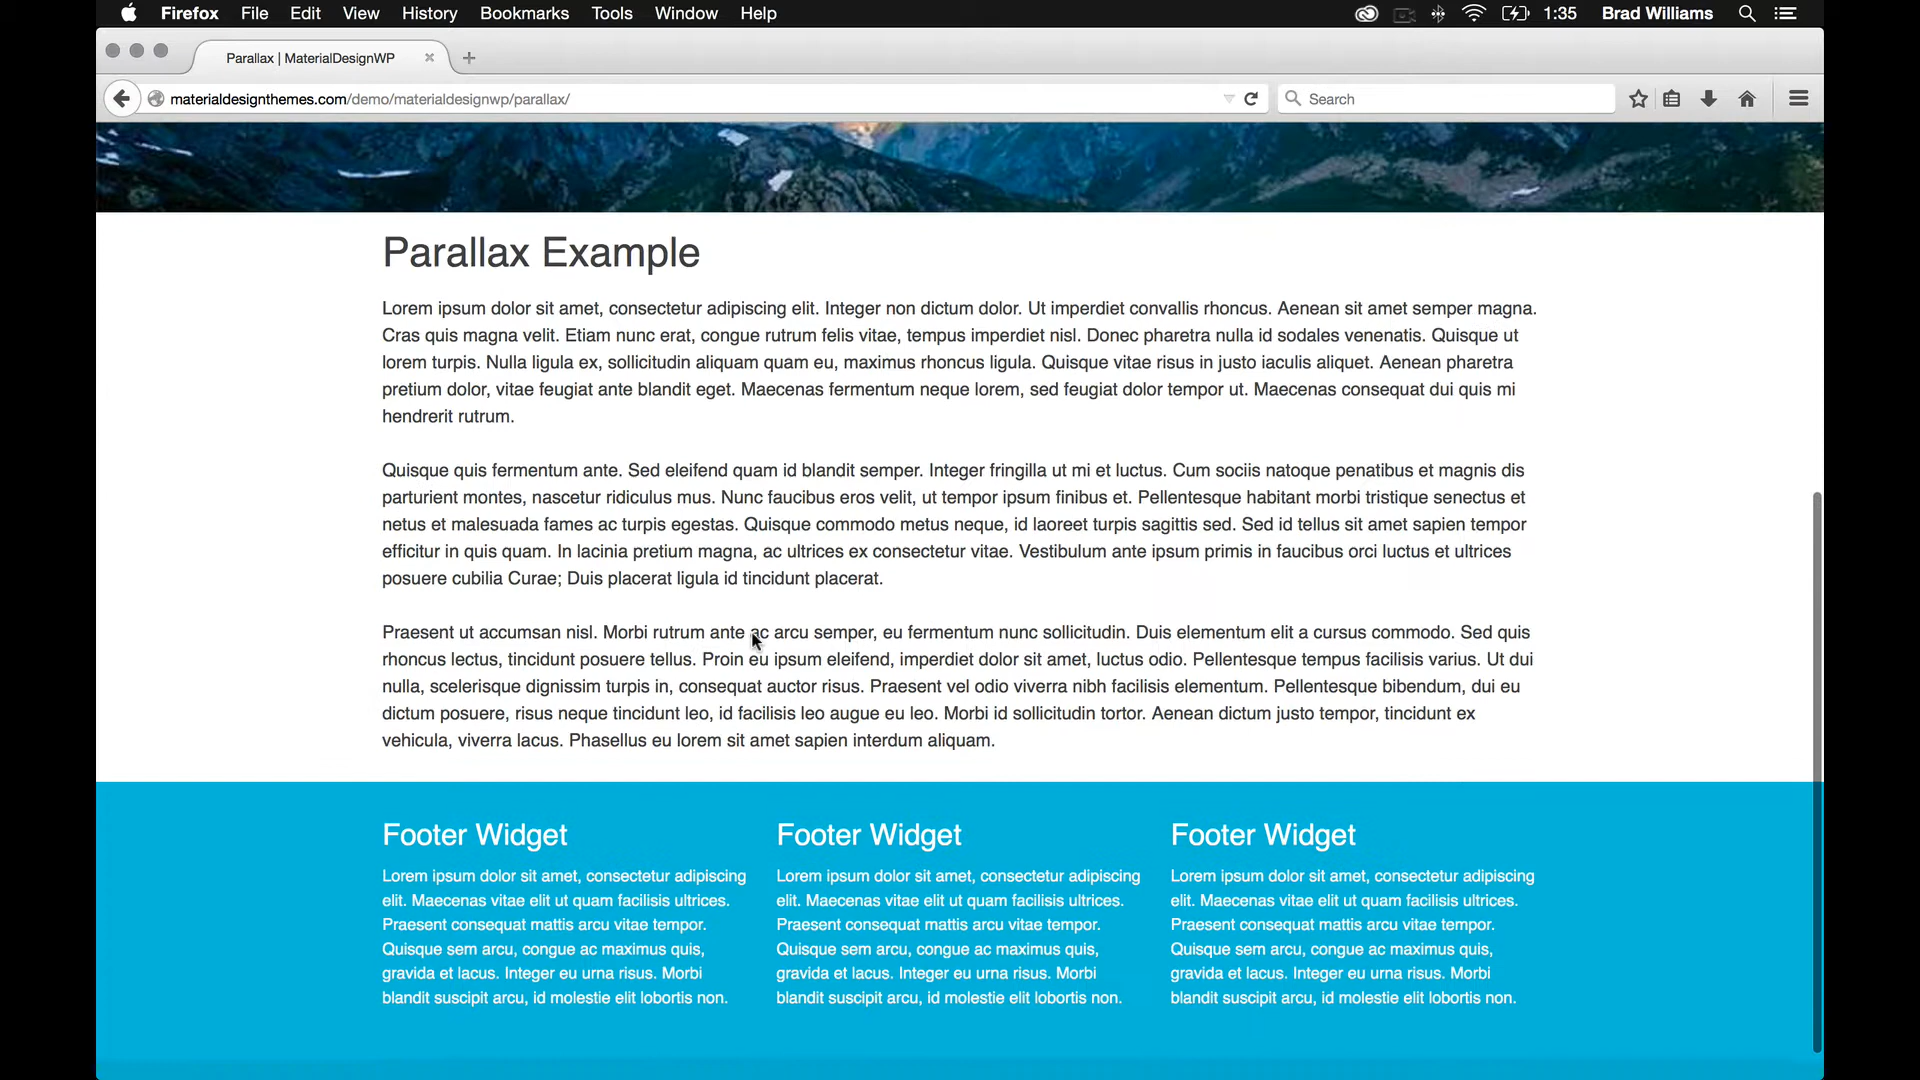 Firefox File Edit View History Bookmarks Tools Window Help 1:35 Brad Williams
Parallax | MaterialDesignWP
materialdesignthemes.com/demo/materialdesignwp/parallax/ Search
Parallax Example
Lorem ipsum dolor sit amet, consectetur adipiscing elit. Integer non dictum dolor. Ut imperdiet convallis rhoncus. Aenean sit amet semper magna.
Cras quis magna velit. Etiam nunc erat, congue rutrum felis vitae, tempus imperdiet nisl. Donec pharetra nulla id sodales venenatis. Quisque ut
lorem turpis. Nulla ligula ex, sollicitudin aliquam quam eu, maximus rhoncus ligula. Quisque vitae risus in justo iaculis aliquet. Aenean pharetra
pretium dolor, vitae feugiat ante blandit eget. Maecenas fermentum neque lorem, sed feugiat dolor tempor ut. Maecenas consequat dui quis mi
hendrerit rutrum.
Quisque quis fermentum ante. Sed eleifend quam id blandit semper. Integer fringilla ut mi et luctus. Cum sociis natoque penatibus et magnis dis
parturient montes, nascetur ridiculus mus. Nunc faucibus eros velit, ut tempor ipsum finibus et. Pellentesque habitant morbi tristique senectus et
netus et malesuada fames ac turpis egestas. Quisque commodo metus neque, id laoreet turpis sagittis sed. Sed id tellus sit amet sapien tempor
efficitur in quis quam. In lacinia pretium magna, ac ultrices ex consectetur vitae. Vestibulum ante ipsum primis in faucibus orci luctus et ultrices
posuere cubilia Curae; Duis placerat ligula id tincidunt placerat.
Praesent ut accumsan nisl. Morbi rutrum ante ac arcu semper, eu fermentum nunc sollicitudin. Duis elementum elit a cursus commodo. Sed quis
rhoncus lectus, tincidunt posuere tellus. Proin eu ipsum eleifend, imperdiet dolor sit amet, luctus odio. Pellentesque tempus facilisis varius. Ut dui
nulla, scelerisque dignissim turpis in, consequat auctor risus. Praesent vel odio viverra nibh facilisis elementum. Pellentesque bibendum, dui eu
dictum posuere, risus neque tincidunt leo, id facilisis leo augue eu leo. Morbi id sollicitudin tortor. Aenean dictum justo tempor, tincidunt ex
vehicula, viverra lacus. Phasellus eu lorem sit amet sapien interdum aliquam.
Footer Widget
Lorem ipsum dolor sit amet, consectetur adipiscing
elit. Maecenas vitae elit ut quam facilisis ultrices.
Praesent consequat mattis arcu vitae tempor.
Quisque sem arcu, congue ac maximus quis,
gravida et lacus. Integer eu urna risus. Morbi
blandit suscipit arcu, id molestie elit lobortis non.
Footer Widget
Lorem ipsum dolor sit amet, consectetur adipiscing
elit. Maecenas vitae elit ut quam facilisis ultrices.
Praesent consequat mattis arcu vitae tempor.
Quisque sem arcu, congue ac maximus quis,
gravida et lacus. Integer eu urna risus. Morbi
blandit suscipit arcu, id molestie elit lobortis non.
Footer Widget
Lorem ipsum dolor sit amet, consectetur adipiscing
elit. Maecenas vitae elit ut quam facilisis ultrices.
Praesent consequat mattis arcu vitae tempor.
Quisque sem arcu, congue ac maximus quis,
gravida et lacus. Integer eu urna risus. Morbi
blandit suscipit arcu, id molestie elit lobortis non.